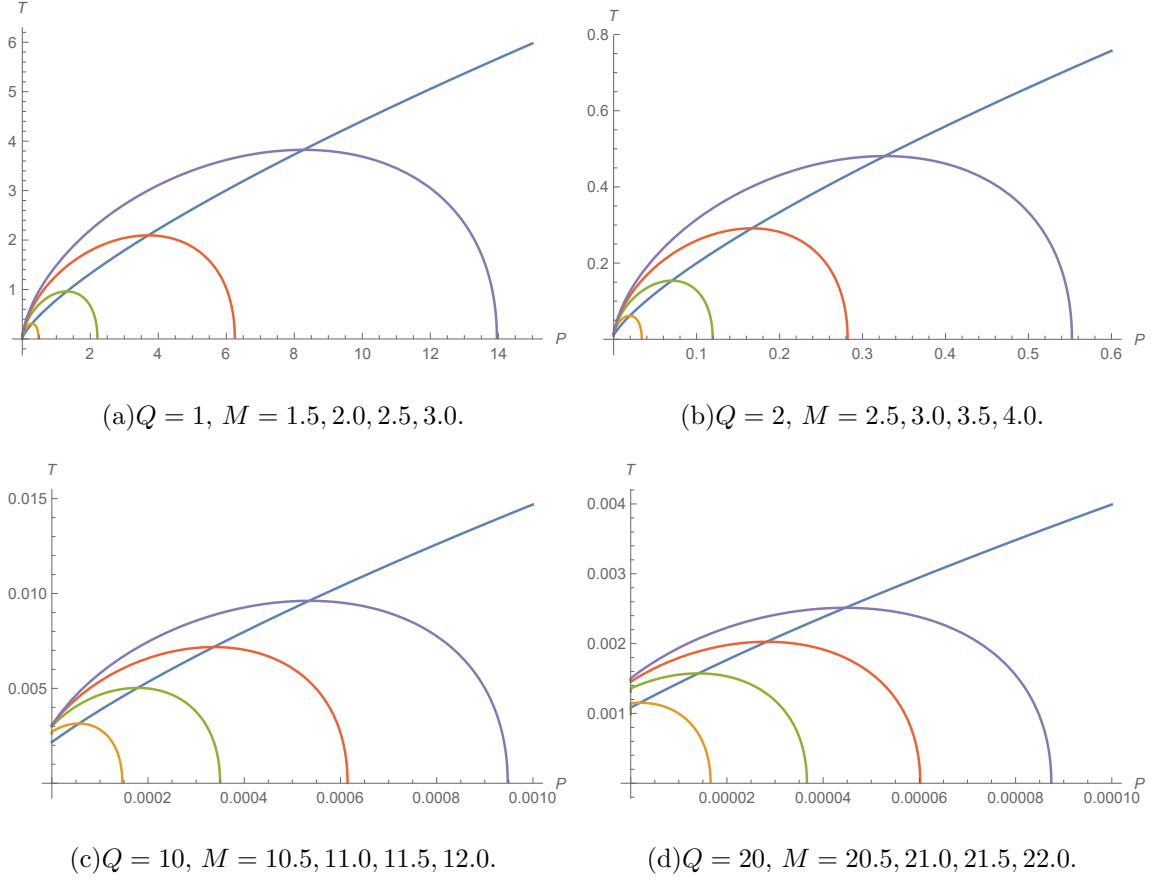 T
6
5
4
3
2
1
2 4 6 8 10 12 14
P
(a)Q = 1, M = 1.5, 2.0, 2.5, 3.0.
T
0.8
0.6
0.4
0.2
0.1 0.2 0.3 0.4 0.5 0.6
P
(b)Q = 2, M = 2.5, 3.0, 3.5, 4.0.
T
0.015
0.010
0.005
0.0002 0.0004 0.0006 0.0008 0.0010
P
(c)Q = 10, M = 10.5, 11.0, 11.5, 12.0.
T
0.004
0.003
0.002
0.001
0.00002 0.00004 0.00006 0.00008 0.00010
P
(d)Q = 20, M = 20.5, 21.0, 21.5, 22.0.